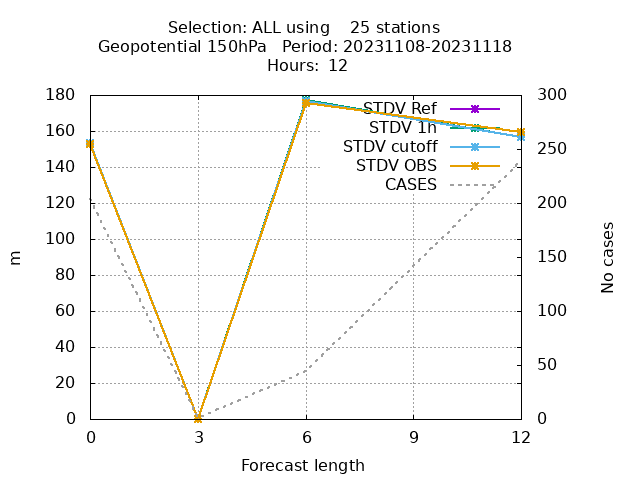 Selection: ALL using    25 stations
Geopotential 150hPa   Period: 20231108-20231118
Hours: 12
180 300
STDV Ref
160 STDV 1h
STDV cutoff 250
140 STDV OBS
CASES
120 200
100
m 150 No cases
80
60 100
40
50
20
0 0
0 3 6 9 12
Forecast length